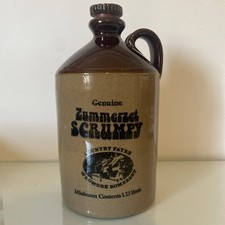 Genuine
Zummerzet
SCRUMPY
COUNTRY FAYRE
WEDMORE SOMERSET
Minimum Contents 1.13 litres